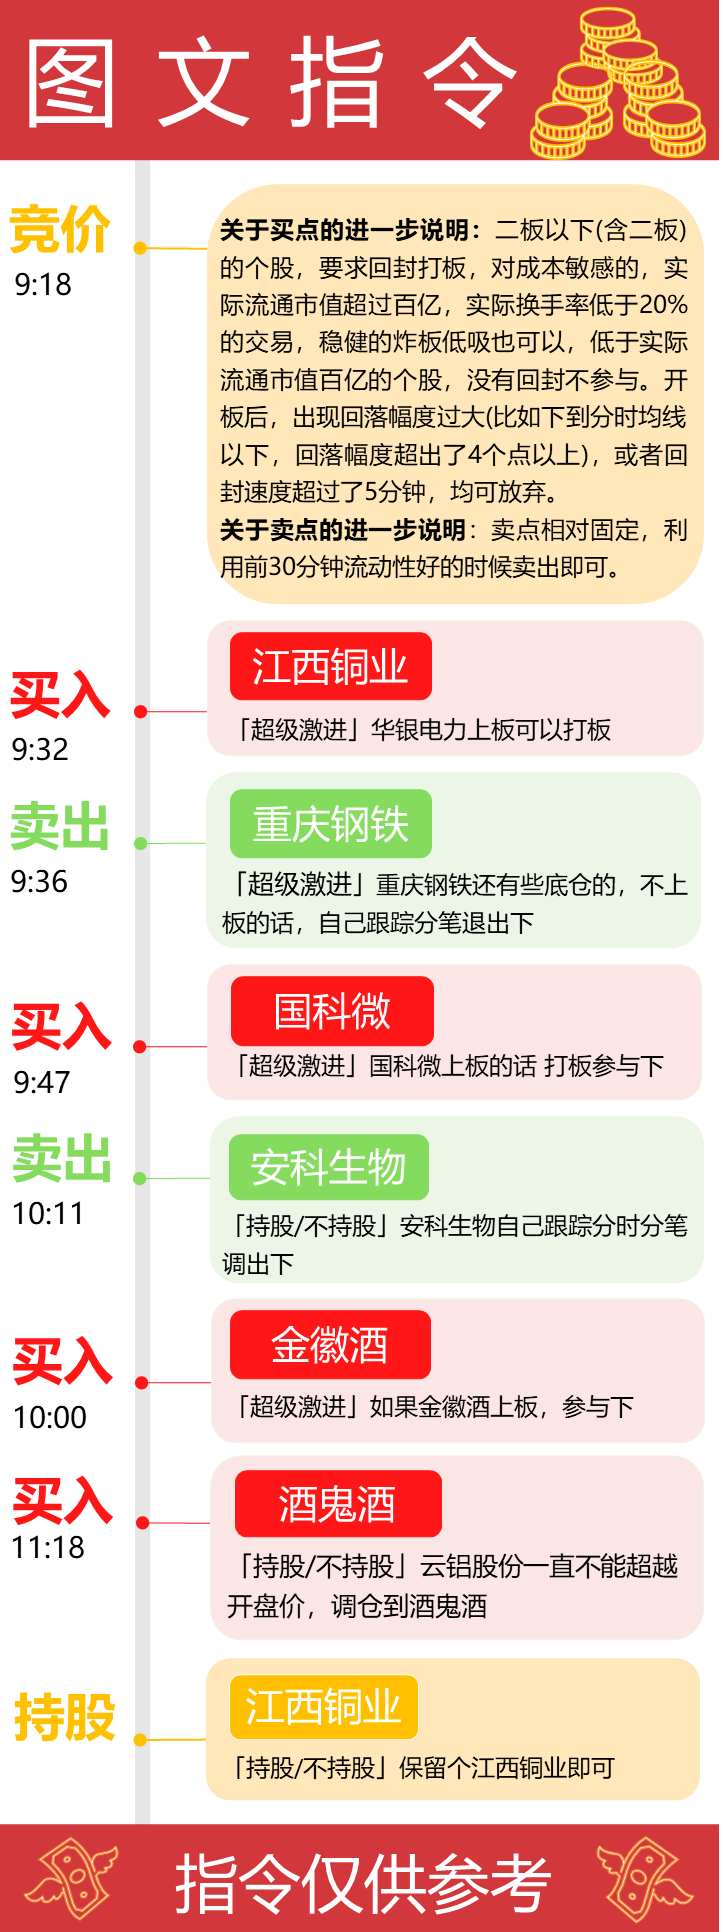 图文指令
竞价
9:18
关于买点的进一步说明：二板以下(含二板)
的个股，要求回封打板，对成本敏感的，实
际流通市值超过百亿，实际换手率低于20%
的交易，稳健的炸板低吸也可以，低于实际
流通市值百亿的个股，没有回封不参与。开
板后，出现回落幅度过大(比如下到分时均线
以下，回落幅度超出了4个点以上)，或者回
封速度超过了5分钟，均可放弃。
关于卖点的进一步说明：卖点相对固定，利
用前30分钟流动性好的时候卖出即可。
买入
9:32
江西铜业
「超级激进」华银电力上板可以打板
卖出
9:36
重庆钢铁
「超级激进」重庆钢铁还有些底仓的，不上
板的话，自己跟踪分笔退出下
买入
9:47
国科微
「超级激进」国科微上板的话 打板参与下
卖出
10:11
安科生物
「持股/不持股」安科生物自己跟踪分时分笔
调出下
买入
10:00
金徽酒
「超级激进」如果金徽酒上板，参与下
买入
11:18
酒鬼酒
「持股/不持股」云铝股份一直不能超越
开盘价，调仓到酒鬼酒
持股
江西铜业
「持股/不持股」保留个江西铜业即可
指令仅供参考